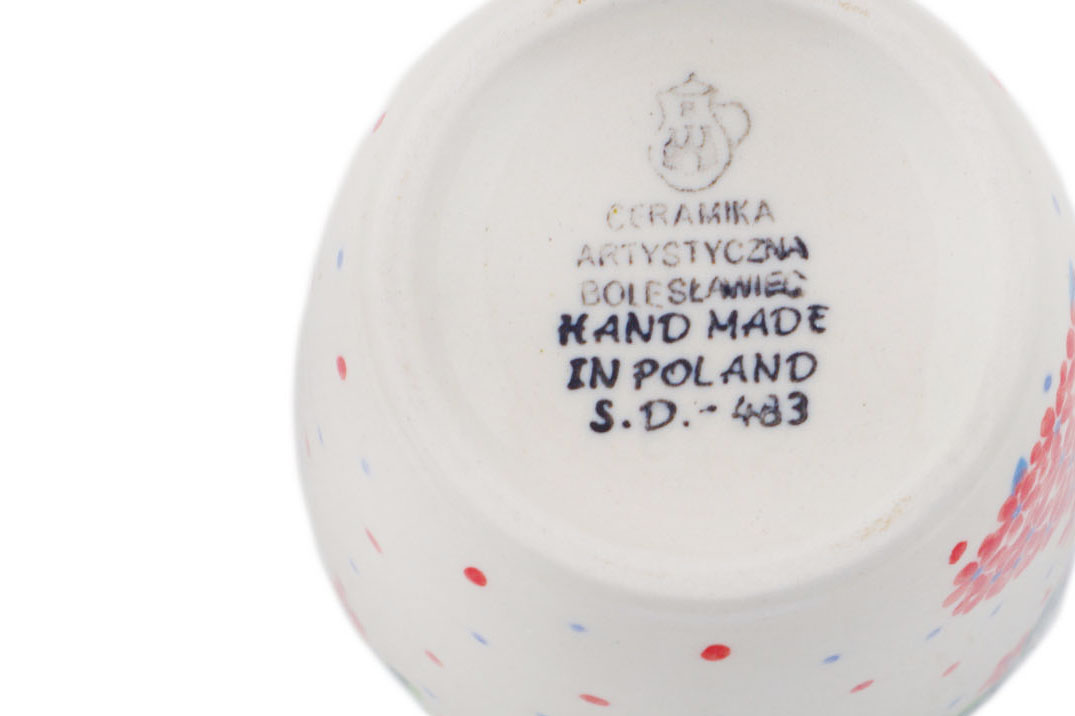 CERAMIKA
ARTYSTYCZNA
BOLESŁAWIEC
HAND MADE
IN POLAND
S.D.- 483